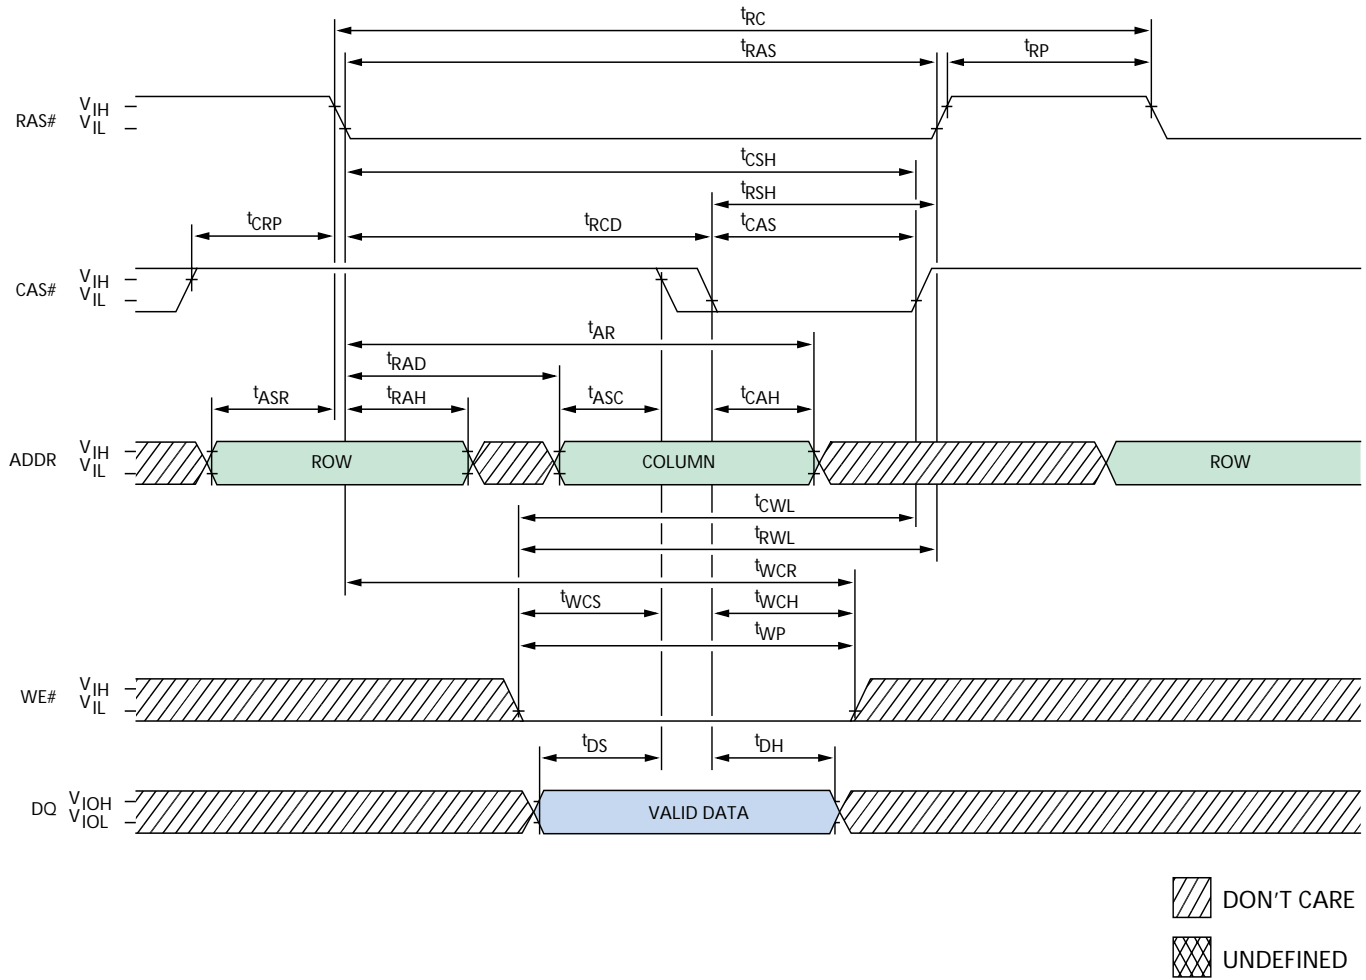 tRC
tRAS
tRP
RAS#
VIH
VIL
tCSH
tRSH
tCRP
tRCD
tCAS
CAS#
VIH
VIL
tAR
tRAD
tASR
tRAH
tASC
tCAH
ADDR
VIH
VIL
ROW
COLUMN
ROW
tCWL
tRWL
tWCR
tWCS
tWCH
tWP
WE#
VIH
VIL
tDS
tDH
DQ
VIOH
VIOL
VALID DATA
DON'T CARE
UNDEFINED